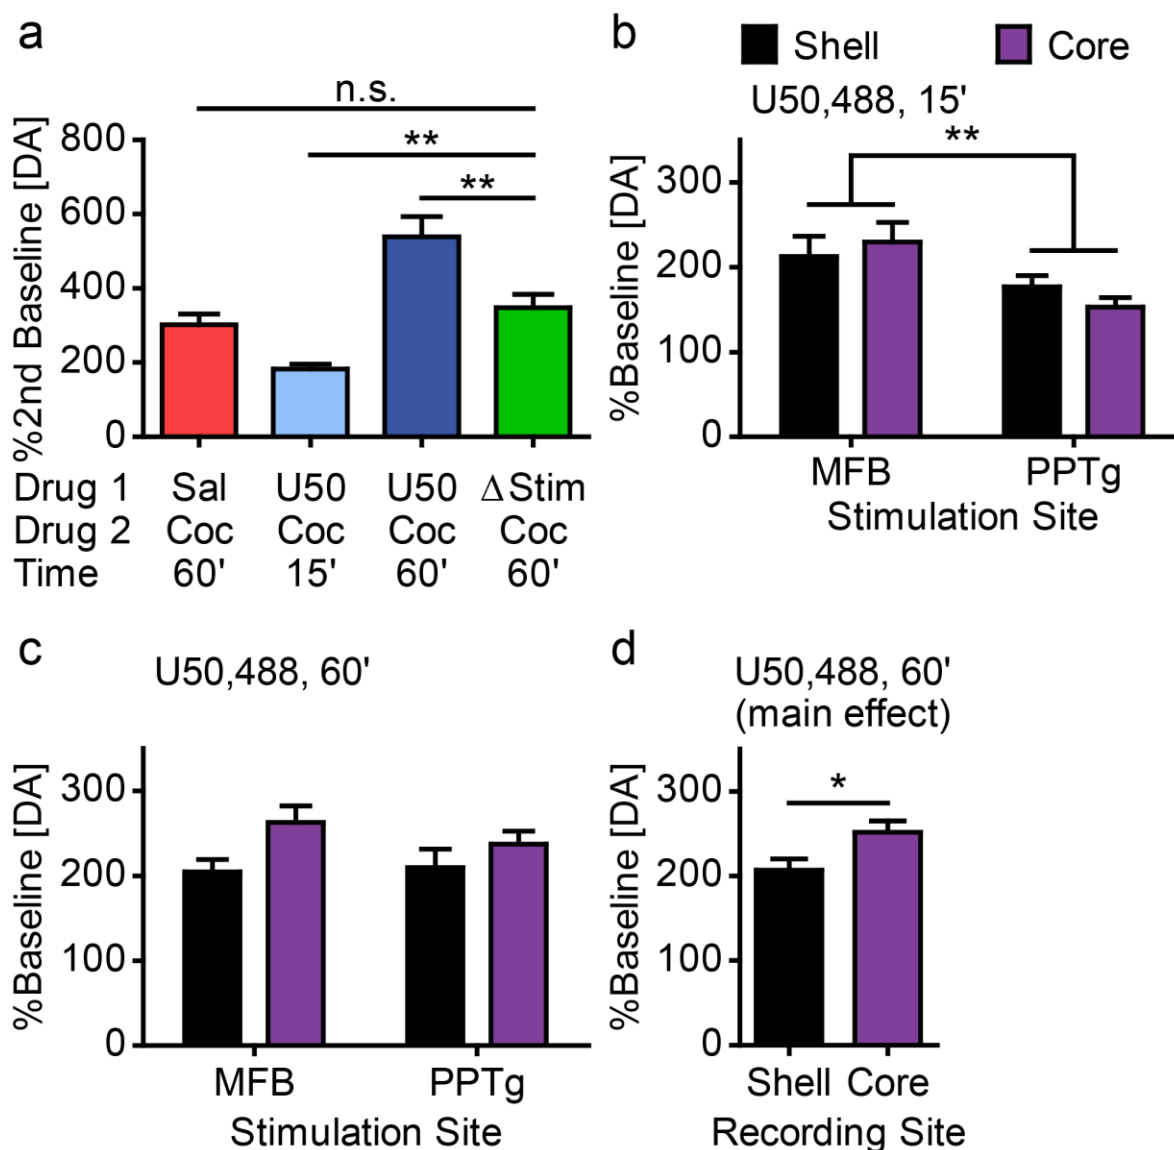 a
n.s.
**
**
%2nd Baseline [DA]
800
600
400
200
0
Drug 1 Sal U50 U50 ΔStim
Drug 2 Coc Coc Coc Coc
Time 60' 15' 60' 60'
b
Shell Core
U50,488, 15'
**
%Baseline [DA]
300
200
100
0
MFB PPTg
Stimulation Site
c
U50,488, 60'
%Baseline [DA]
300
200
100
0
MFB PPTg
Stimulation Site
d
U50,488, 60'
(main effect)
*
%Baseline [DA]
300
200
100
0
Shell Core
Recording Site